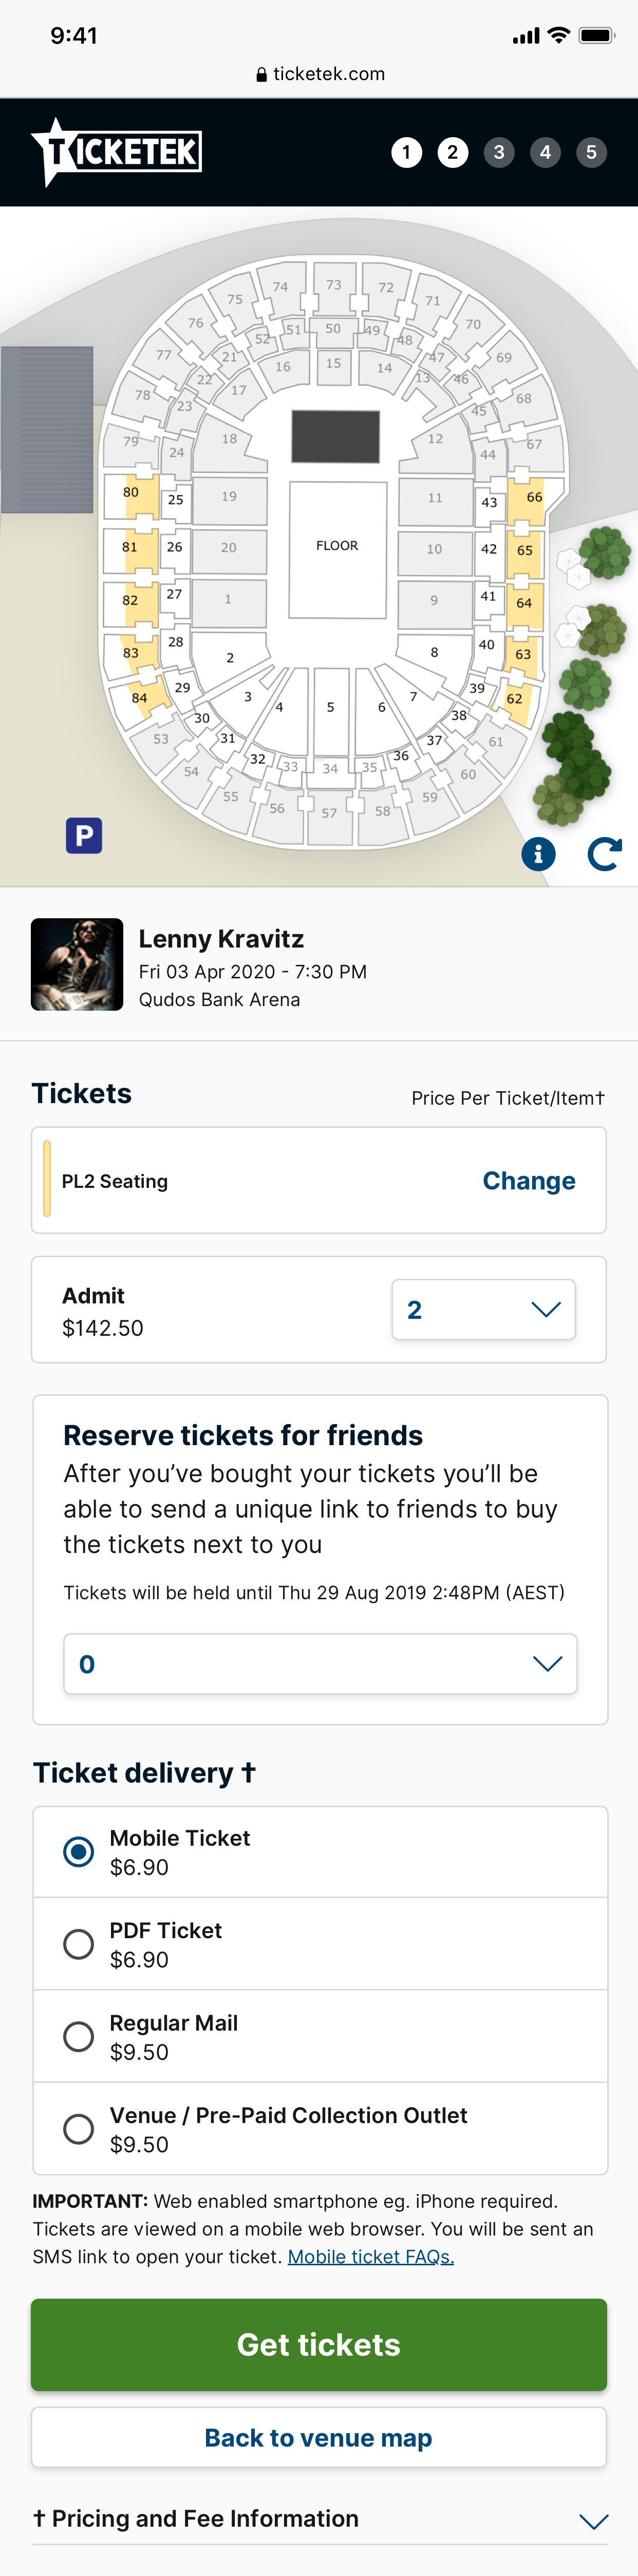 9:41
ticketek.com
TICKETEK
1 2 3 4 5
74 73 72
75 71
76 52 51 50 49 48 70
77 21 16 15 14 47 69
22 17 13 46
78 23 45 68
79 24 18 12 44 67
80 25 19 11 43 66
81 26 20 FLOOR 10 42 65
82 27 1 9 41 64
83 28 2 8 40 63
84 29 3 4 5 6 7 39 62
30 38
53 31 37 61
32 33 34 35 36
54 60
55 56 57 58 59
P
i
Lenny Kravitz
Fri 03 Apr 2020 - 7:30 PM
Qudos Bank Arena
Tickets
Price Per Ticket/Item†
PL2 Seating
Change
Admit
$142.50
2
Reserve tickets for friends
After you’ve bought your tickets you’ll be
able to send a unique link to friends to buy
the tickets next to you
Tickets will be held until Thu 29 Aug 2019 2:48PM (AEST)
0
Ticket delivery †
Mobile Ticket
$6.90
PDF Ticket
$6.90
Regular Mail
$9.50
Venue / Pre-Paid Collection Outlet
$9.50
IMPORTANT: Web enabled smartphone eg. iPhone required.
Tickets are viewed on a mobile web browser. You will be sent an
SMS link to open your ticket. Mobile ticket FAQs.
Get tickets
Back to venue map
† Pricing and Fee Information